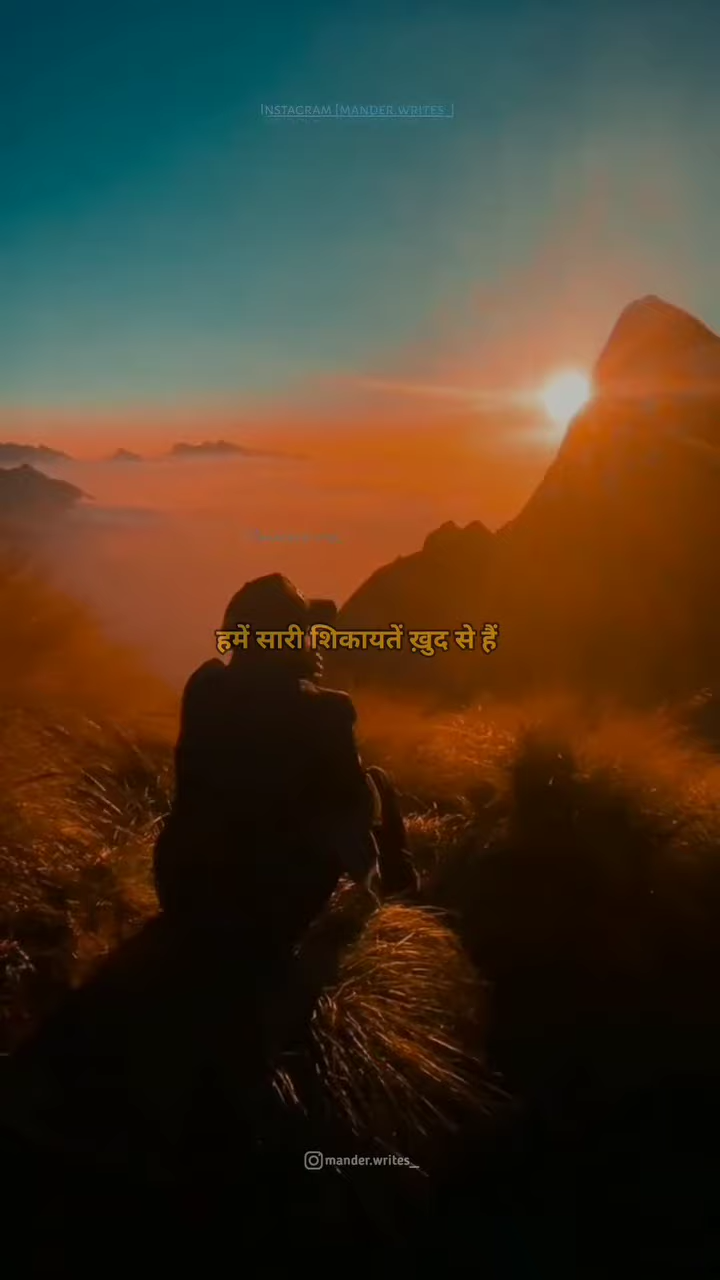 INSTAGRAM [MANDER.WRITES_]
हमें सारी शिकायतें ख़ुद से हैं
mander.writes_